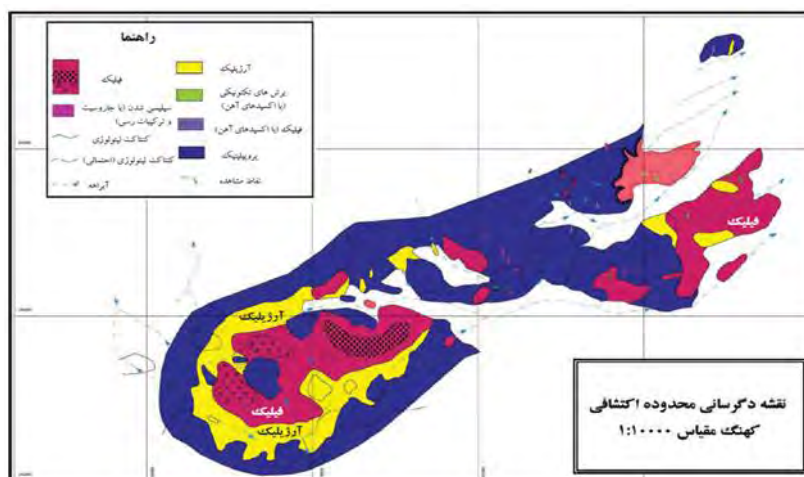 راهنما
فیلیک
سیلیسی شدن (با جاروسیت
و ترکیبات رسی)
کنتاکت لیتولوژی
کنتاکت لیتولوژی (احتمالی)
آبراهه
آرژیلیک
برش های تکتونیکی
(با اکسیدهای آهن)
فیلیک (با اکسیدهای آهن)
پروپیلیتیک
نقاط مشاهده
فیلیک
آرژیلیک
فیلیک
آرژیلیک
نقشه دگرسانی محدوده اکتشافی
کهنگ مقیاس ۱:۱۰۰۰۰